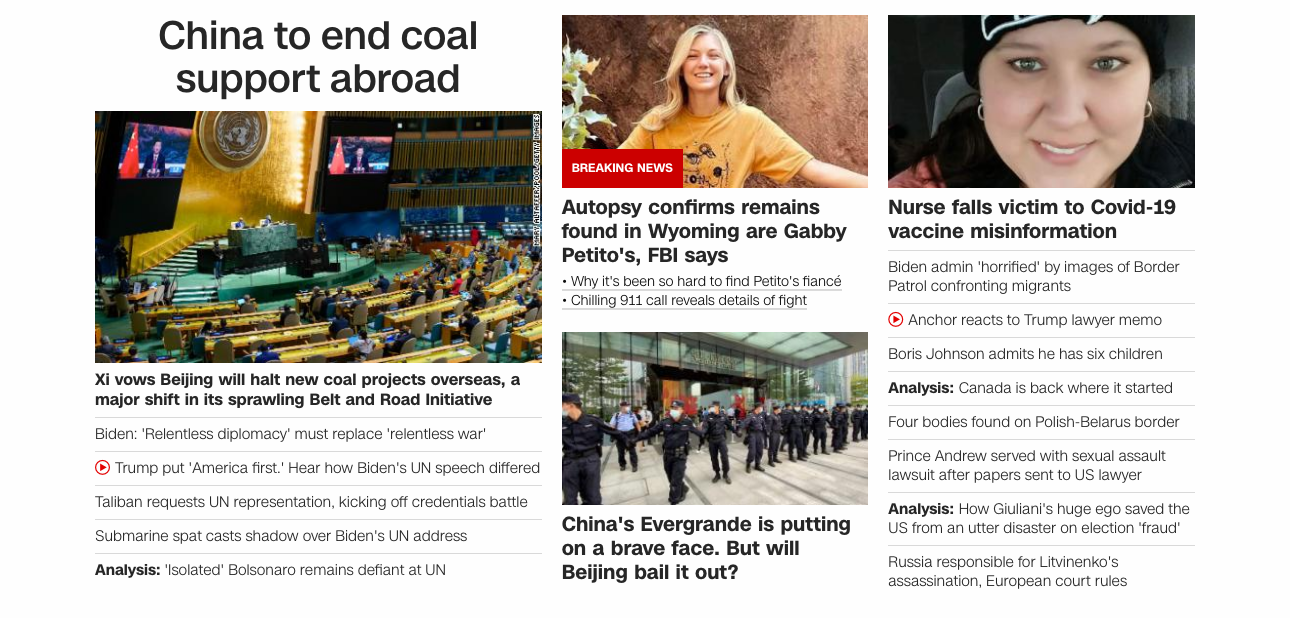 China to end coal
support abroad
Xi vows Beijing will halt new coal projects overseas, a
major shift in its sprawling Belt and Road Initiative
Biden: 'Relentless diplomacy' must replace 'relentless war'
Trump put 'America first.' Hear how Biden's UN speech differed
Taliban requests UN representation, kicking off credentials battle
Submarine spat casts shadow over Biden's UN address
Analysis: 'Isolated' Bolsonaro remains defiant at UN
BREAKING NEWS
Autopsy confirms remains
found in Wyoming are Gabby
Petito's, FBI says
• Why it's been so hard to find Petito's fiancé
• Chilling 911 call reveals details of fight
China's Evergrande is putting
on a brave face. But will
Beijing bail it out?
Nurse falls victim to Covid-19
vaccine misinformation
Biden admin 'horrified' by images of Border
Patrol confronting migrants
Anchor reacts to Trump lawyer memo
Boris Johnson admits he has six children
Analysis: Canada is back where it started
Four bodies found on Polish-Belarus border
Prince Andrew served with sexual assault
lawsuit after papers sent to US lawyer
Analysis: How Giuliani's huge ego saved the
US from an utter disaster on election 'fraud'
Russia responsible for Litvinenko's
assassination, European court rules